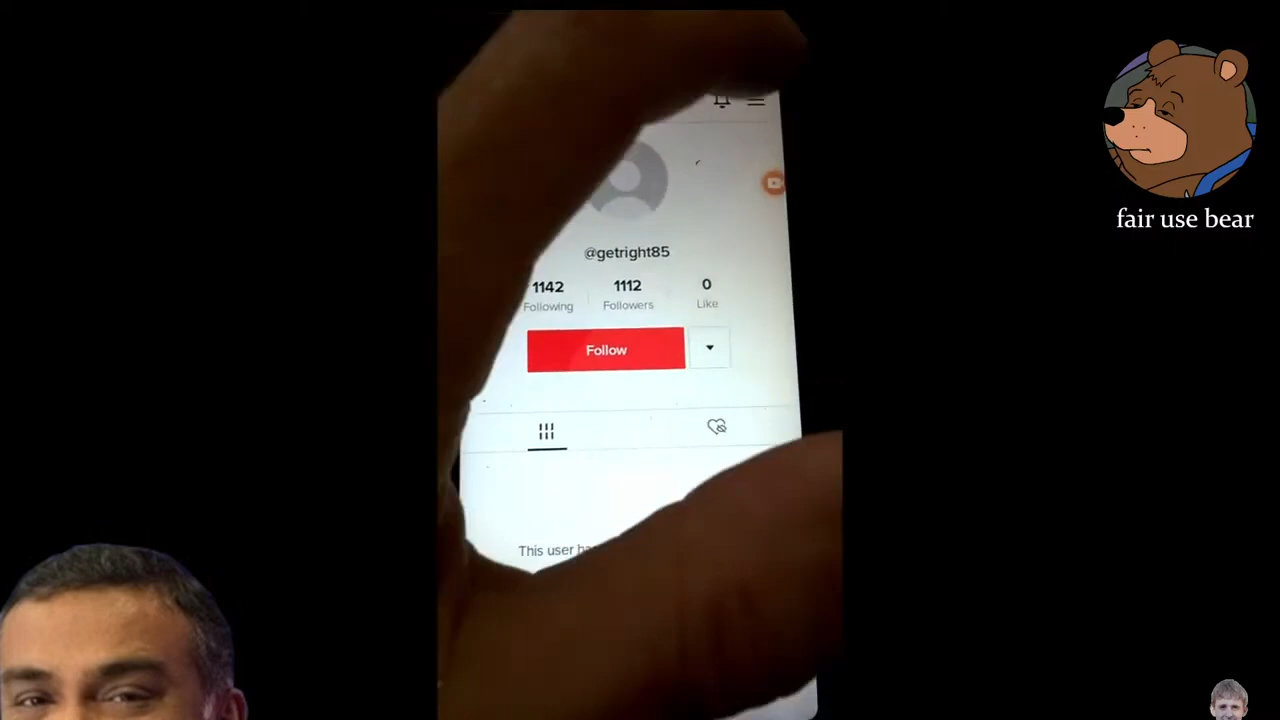 fair use bear
@getright85
1142 1112 0
Following Followers Like
Follow
This user